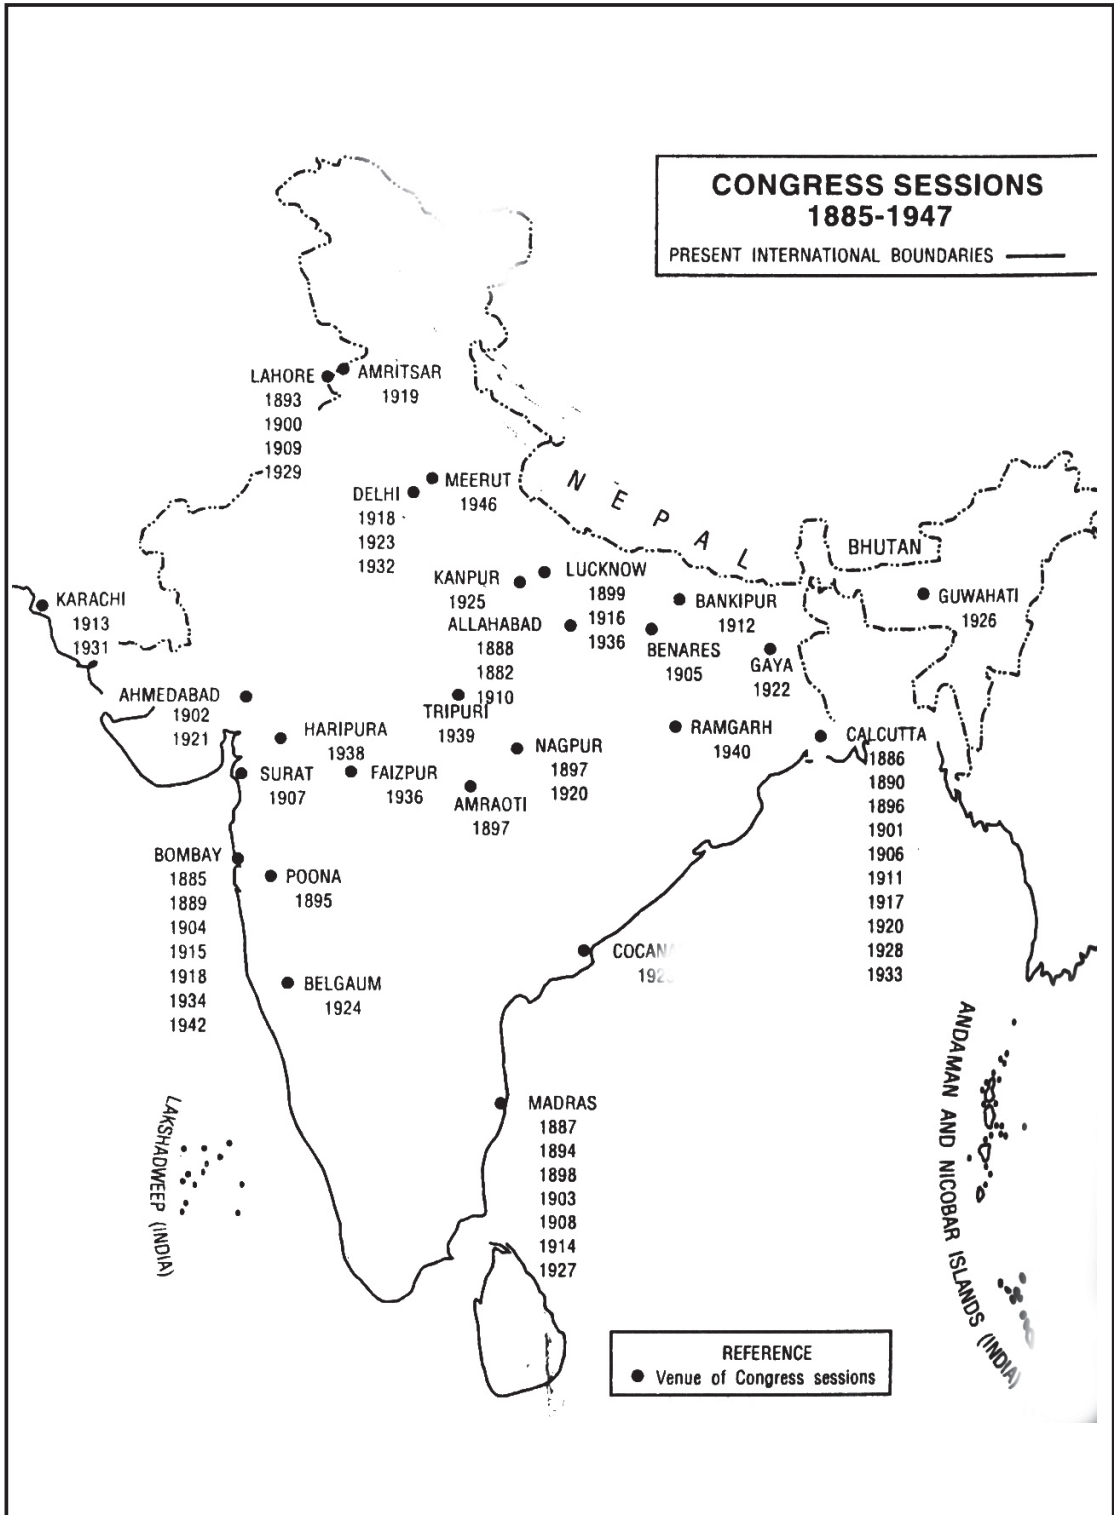 CONGRESS SESSIONS
1885-1947
PRESENT INTERNATIONAL BOUNDARIES
LAHORE
1893
1900
1909
1929
AMRITSAR
1919
DELHI
1918
1923
1932
MEERUT
1946
NEPAL
BHUTAN
KARACHI
1913
1931
KANPUR
1925
LUCKNOW
1899
1916
1936
BANKIPUR
1912
GUWAHATI
1926
ALLAHABAD
1888
1882
1910
BENARES
1905
GAYA
1922
AHMEDABAD
1902
1921
HARIPURA
1938
TRIPURI
1939
RAMGARH
1940
CALCUTTA
1886
1890
1896
1901
1906
1911
1917
1920
1928
1933
SURAT
1907
FAIZPUR
1936
NAGPUR
1897
1920
AMRAOTI
1897
BOMBAY
1885
1889
1904
1915
1918
1934
1942
POONA
1895
BELGAUM
1924
MADRAS
1887
1894
1898
1903
1908
1914
1927
LAKSHADWEEP (INDIA)
ANDAMAN AND NICOBAR ISLANDS (INDIA)
REFERENCE
Venue of Congress sessions